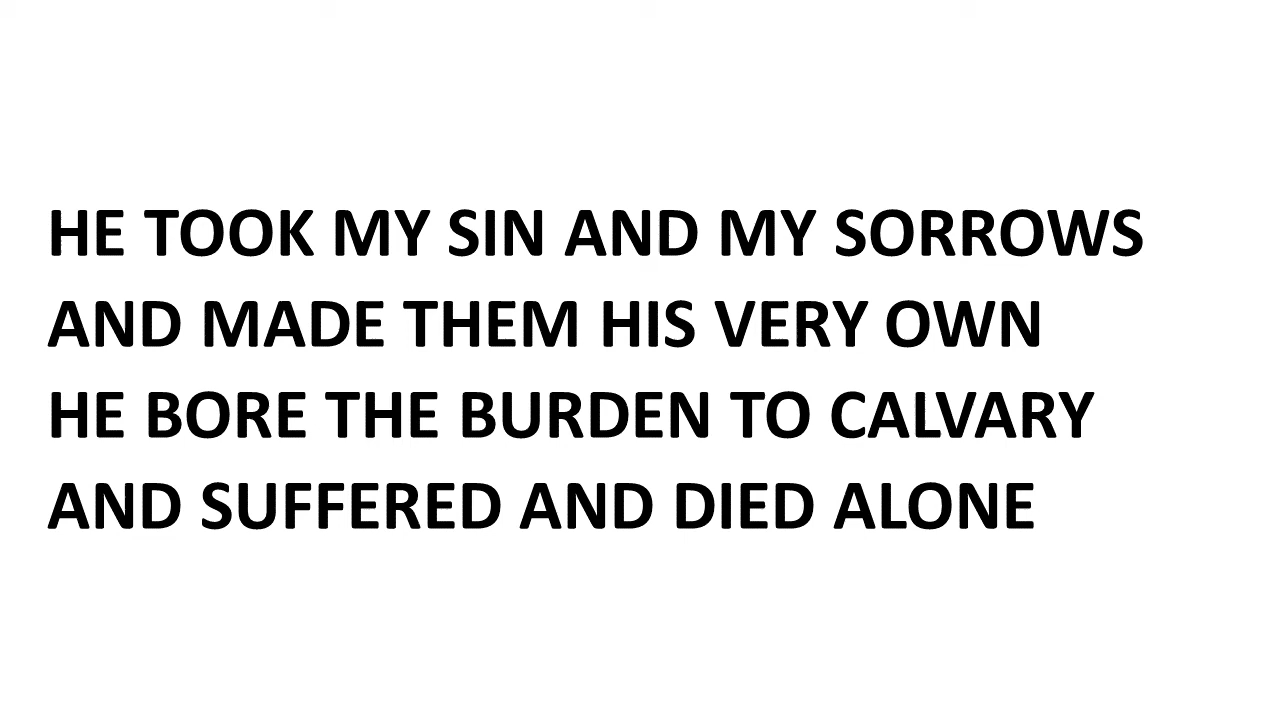 HE TOOK MY SIN AND MY SORROWS
AND MADE THEM HIS VERY OWN
HE BORE THE BURDEN TO CALVARY
AND SUFFERED AND DIED ALONE